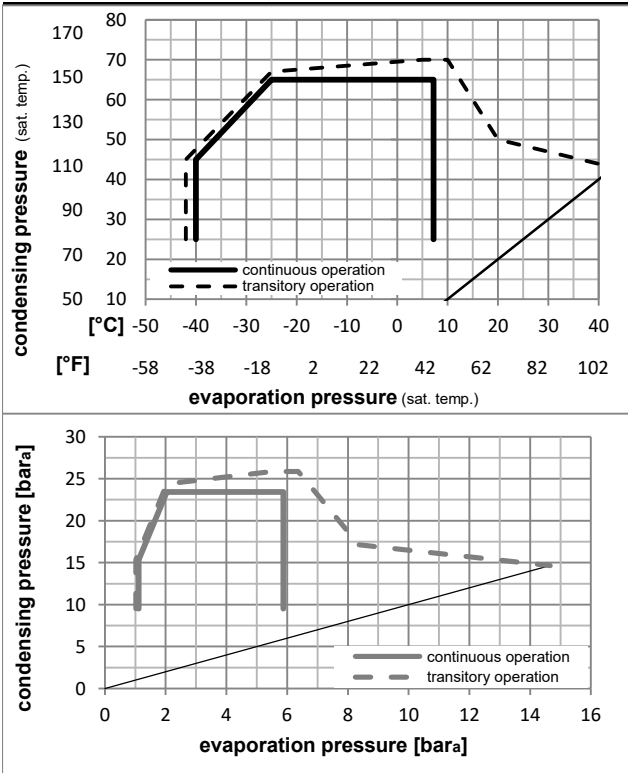 condensing pressure (sat. temp.)
170 80
70
150
60
130
50
110
40
90
30
70
20
50 10
continuous operation
transitory operation
[°C] -50 -40 -30 -20 -10 0 10 20 30 40
[°F] -58 -38 -18 2 22 42 62 82 102
evaporation pressure (sat. temp.)
condensing pressure [bara]
30
25
20
15
10
5
0
continuous operation
transitory operation
0 2 4 6 8 10 12 14 16
evaporation pressure [bara]